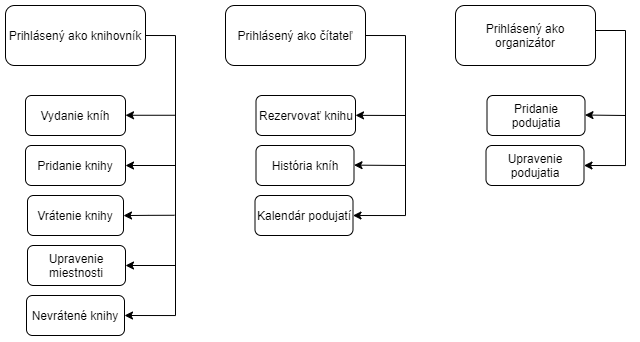 Prihlásený ako knihovník
Vydanie kníh
Pridanie knihy
Vrátenie knihy
Upravenie
miestnosti
Nevrátené knihy
Prihlásený ako čítateľ
Rezervovať knihu
História kníh
Kalendár podujatí
Prihlásený ako
organizátor
Pridanie
podujatia
Upravenie
podujatia